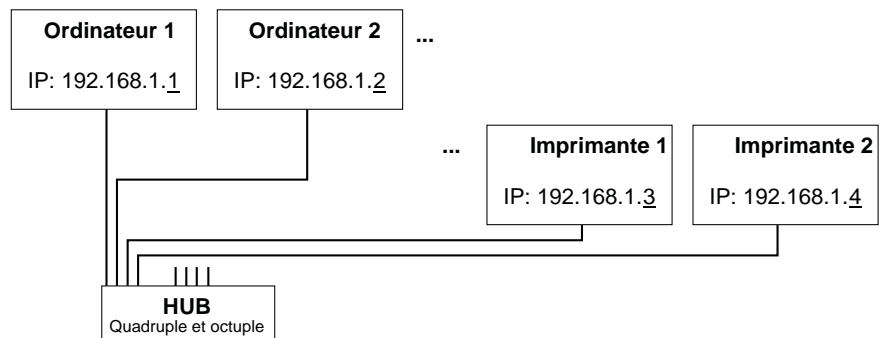 Ordinateur 1
IP: 192.168.1.1
Ordinateur 2
IP: 192.168.1.2
...
...
Imprimante 1
IP: 192.168.1.3
Imprimante 2
IP: 192.168.1.4
HUB
Quadruple et octuple